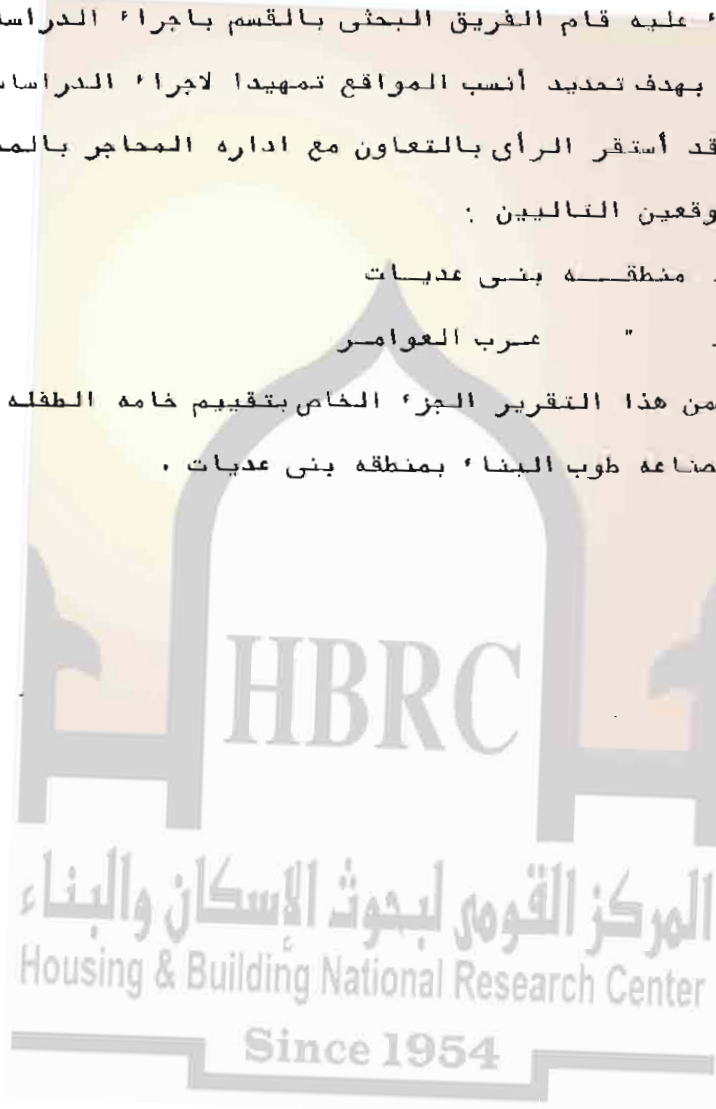 ء عليه قام الفريق البحثى بالقسم باجراء الدراسا
بهدف تحديد أنسب المواقع تمهيدا لاجراء الدراسا
قد أستقر الرأى بالتعاون مع اداره المحاجر بالم
وقعين التاليين :
منطقـــه بنـى عديـات
" عـرب العوامـر
من هذا التقرير الجزء الخاص بتقييم خامه الطفله
صناعه طوب البناء بمنطقه بنى عديات .
HBRC
المركز القومى لبحوث الإسكان والبناء
Housing & Building National Research Center
Since 1954